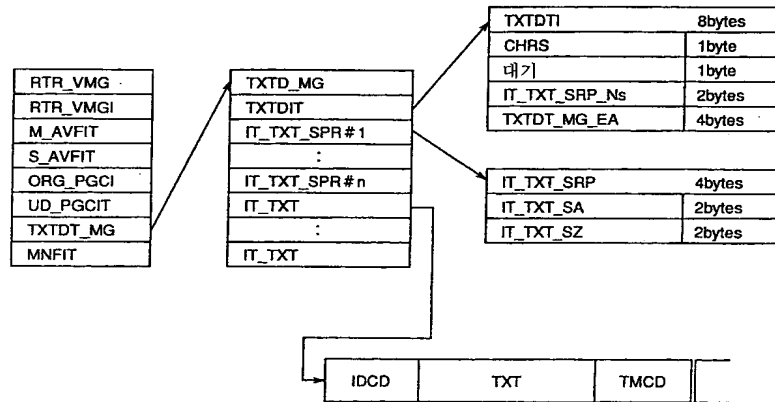 RTR_VMG
RTR_VMGI
M_AVFIT
S_AVFIT
ORG_PGCI
UD_PGCIT
TXTDT_MG
MNFIT
TXTD_MG
TXTDIT
IT_TXT_SPR#1
:
IT_TXT_SPR#n
IT_TXT
:
IT_TXT
TXTDTI 8bytes
CHRS 1byte
대기 1byte
IT_TXT_SRP_Ns 2bytes
TXTDT_MG_EA 4bytes
IT_TXT_SRP 4bytes
IT_TXT_SA 2bytes
IT_TXT_SZ 2bytes
IDCD TXT TMCD